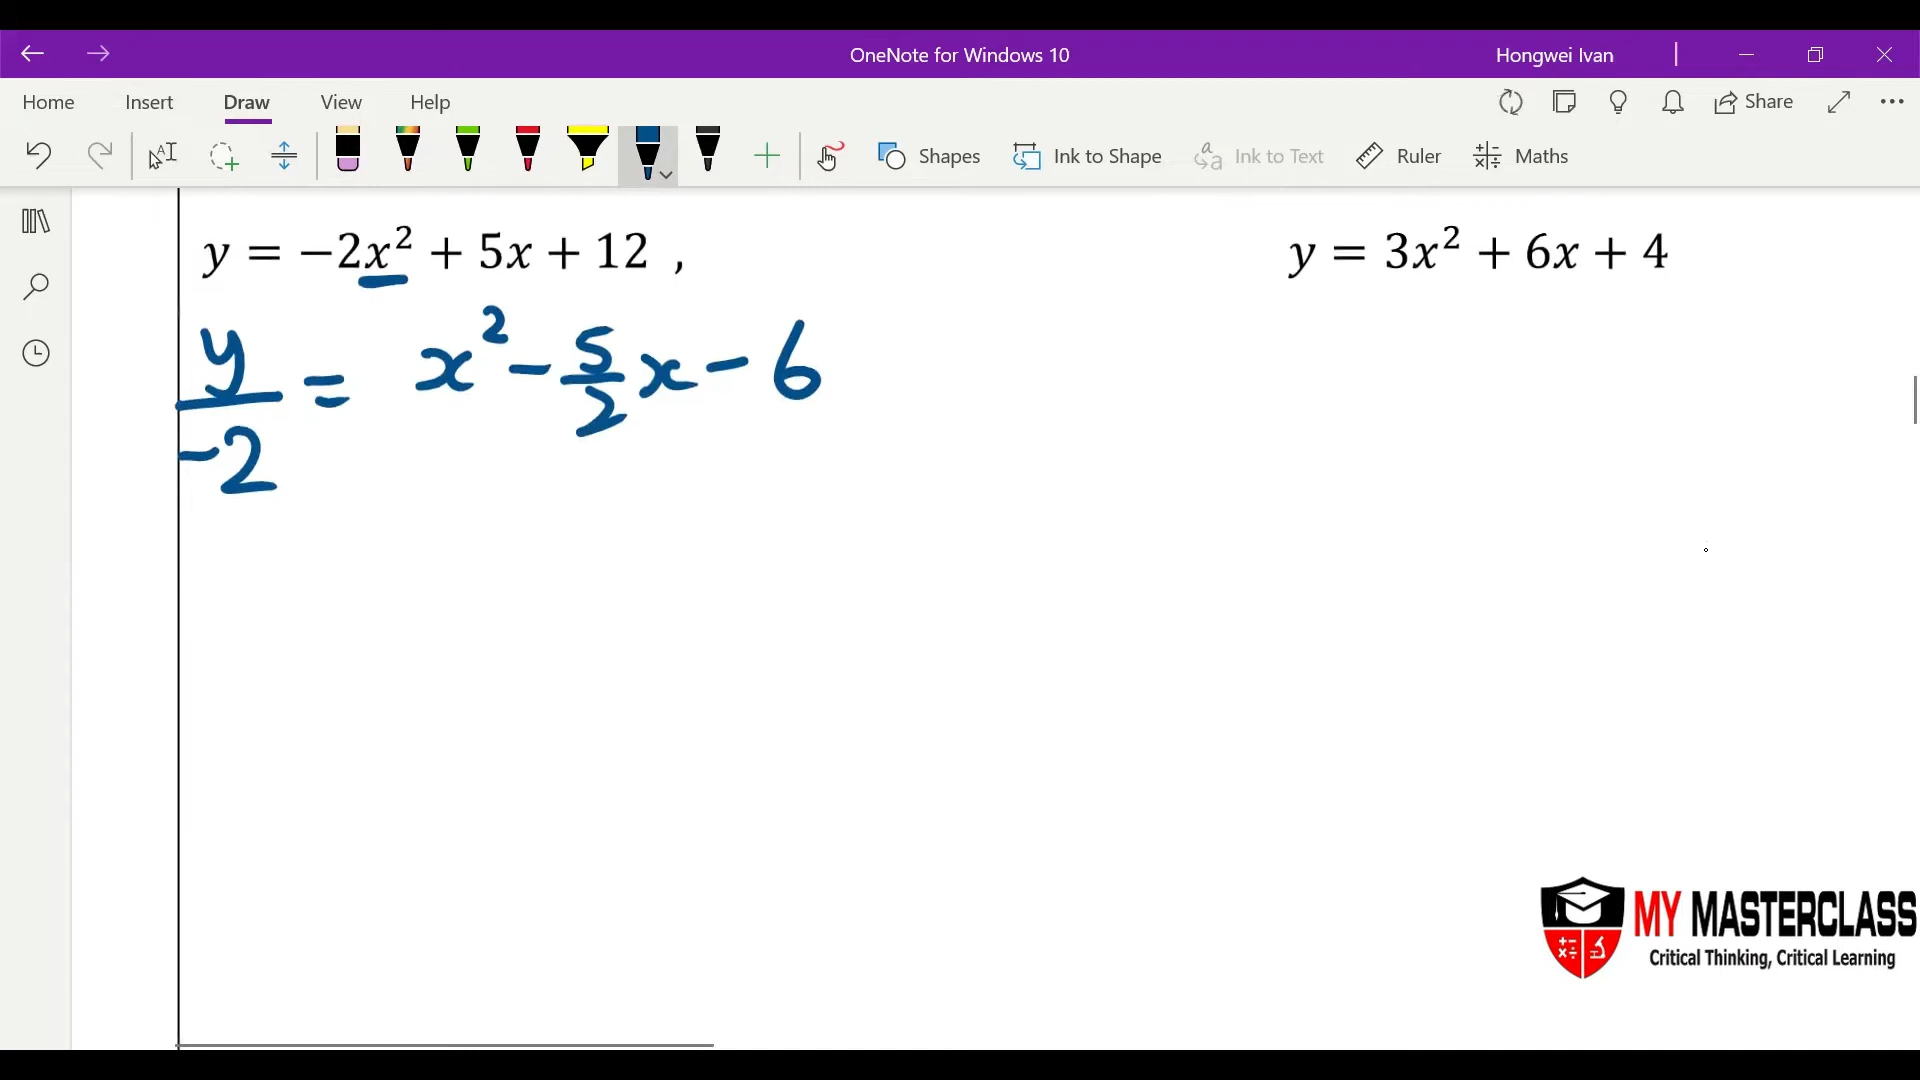 OneNote for Windows 10
Hongwei Ivan
Home Insert Draw View Help
Share
Shapes Ink to Shape Ink to Text Ruler Maths
y = −2x² + 5x + 12 ,
y = 3x² + 6x + 4
y/-2 = x² - 5/2 x - 6
MY MASTERCLASS
Critical Thinking, Critical Learning